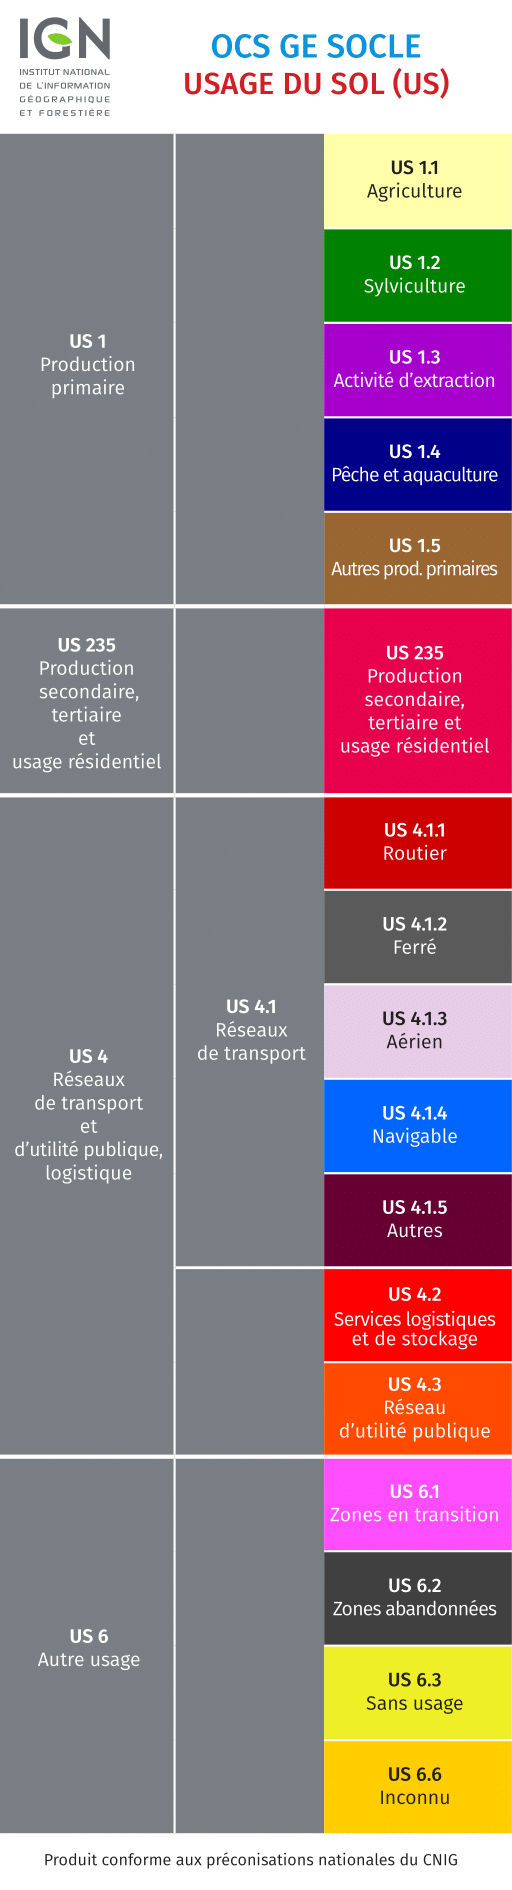 IGN
INSTITUT NATIONAL
DE L'INFORMATION
GÉOGRAPHIQUE
ET FORESTIÈRE
OCS GE SOCLE
USAGE DU SOL (US)
US 1
Production
primaire
US 1.1
Agriculture
US 1.2
Sylviculture
US 1.3
Activité d'extraction
US 1.4
Pêche et aquaculture
US 1.5
Autres prod. primaires
US 235
Production
secondaire,
tertiaire
et
usage résidentiel
US 235
Production
secondaire,
tertiaire et
usage résidentiel
US 4
Réseaux
de transport
et
d'utilité publique,
logistique
US 4.1
Réseaux
de transport
US 4.1.1
Routier
US 4.1.2
Ferré
US 4.1.3
Aérien
US 4.1.4
Navigable
US 4.1.5
Autres
US 4.2
Services logistiques
et de stockage
US 4.3
Réseau
d'utilité publique
US 6
Autre usage
US 6.1
Zones en transition
US 6.2
Zones abandonnées
US 6.3
Sans usage
US 6.6
Inconnu
Produit conforme aux préconisations nationales du CNIG